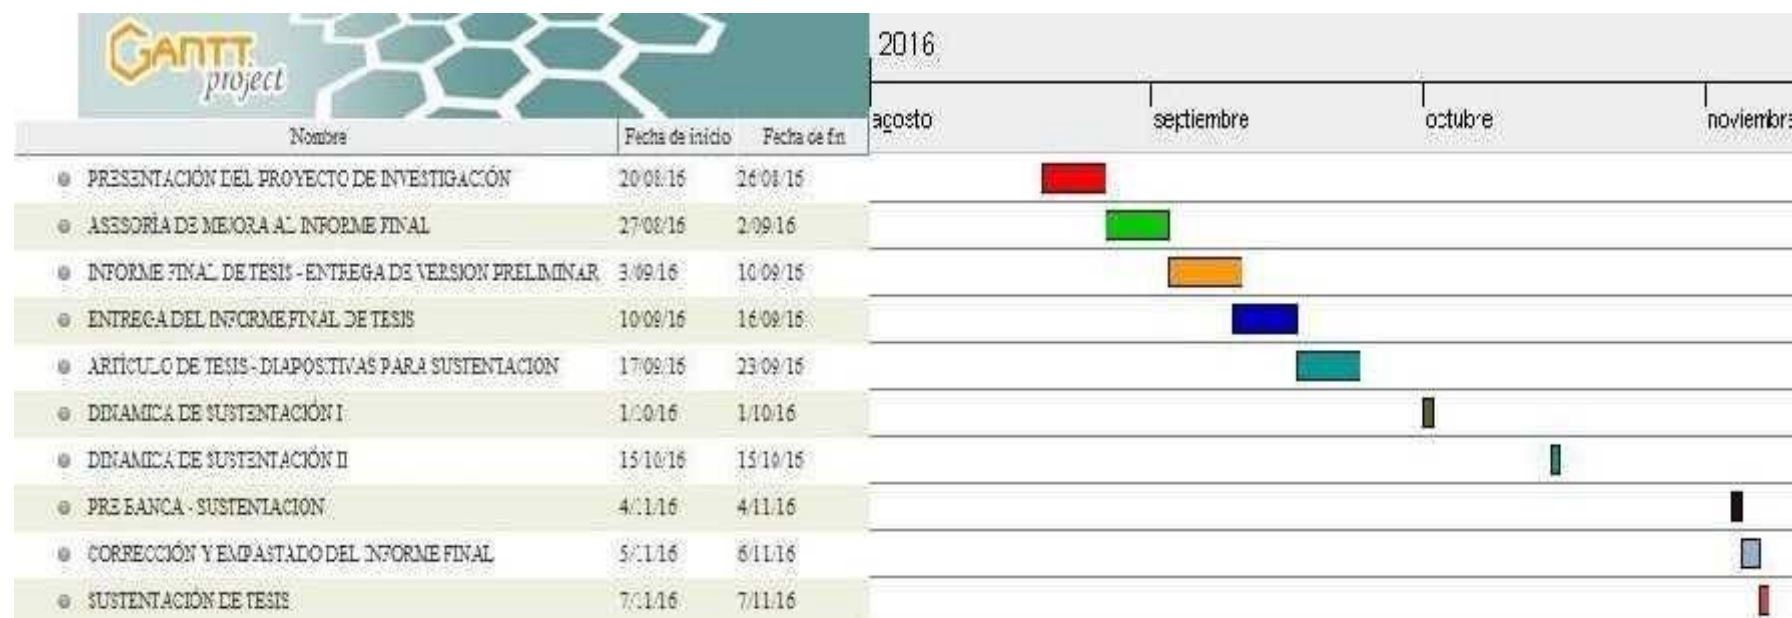 GANTT project
2016
agosto septiembre octubre noviembre
Nombre Fecha de inicio Fecha de fin
PRESENTACIÓN DEL PROYECTO DE INVESTIGACIÓN 20/08/16 26/08/16
ASESORÍA DE MEJORA AL INFORME FINAL 27/08/16 2/09/16
INFORME FINAL DE TESIS - ENTREGA DE VERSION PRELIMINAR 3/09/16 10/09/16
ENTREGA DEL INFORME FINAL DE TESIS 10/09/16 16/09/16
ARTÍCULO DE TESIS - DIAPOSITIVAS PARA SUSTENTACIÓN 17/09/16 23/09/16
DINAMICA DE SUSTENTACIÓN I 1/10/16 1/10/16
DINAMICA DE SUSTENTACIÓN II 15/10/16 15/10/16
PRE BANCA - SUSTENTACION 4/11/16 4/11/16
CORRECCIÓN Y EMPASTADO DEL INFORME FINAL 5/11/16 6/11/16
SUSTENTACIÓN DE TESIS 7/11/16 7/11/16